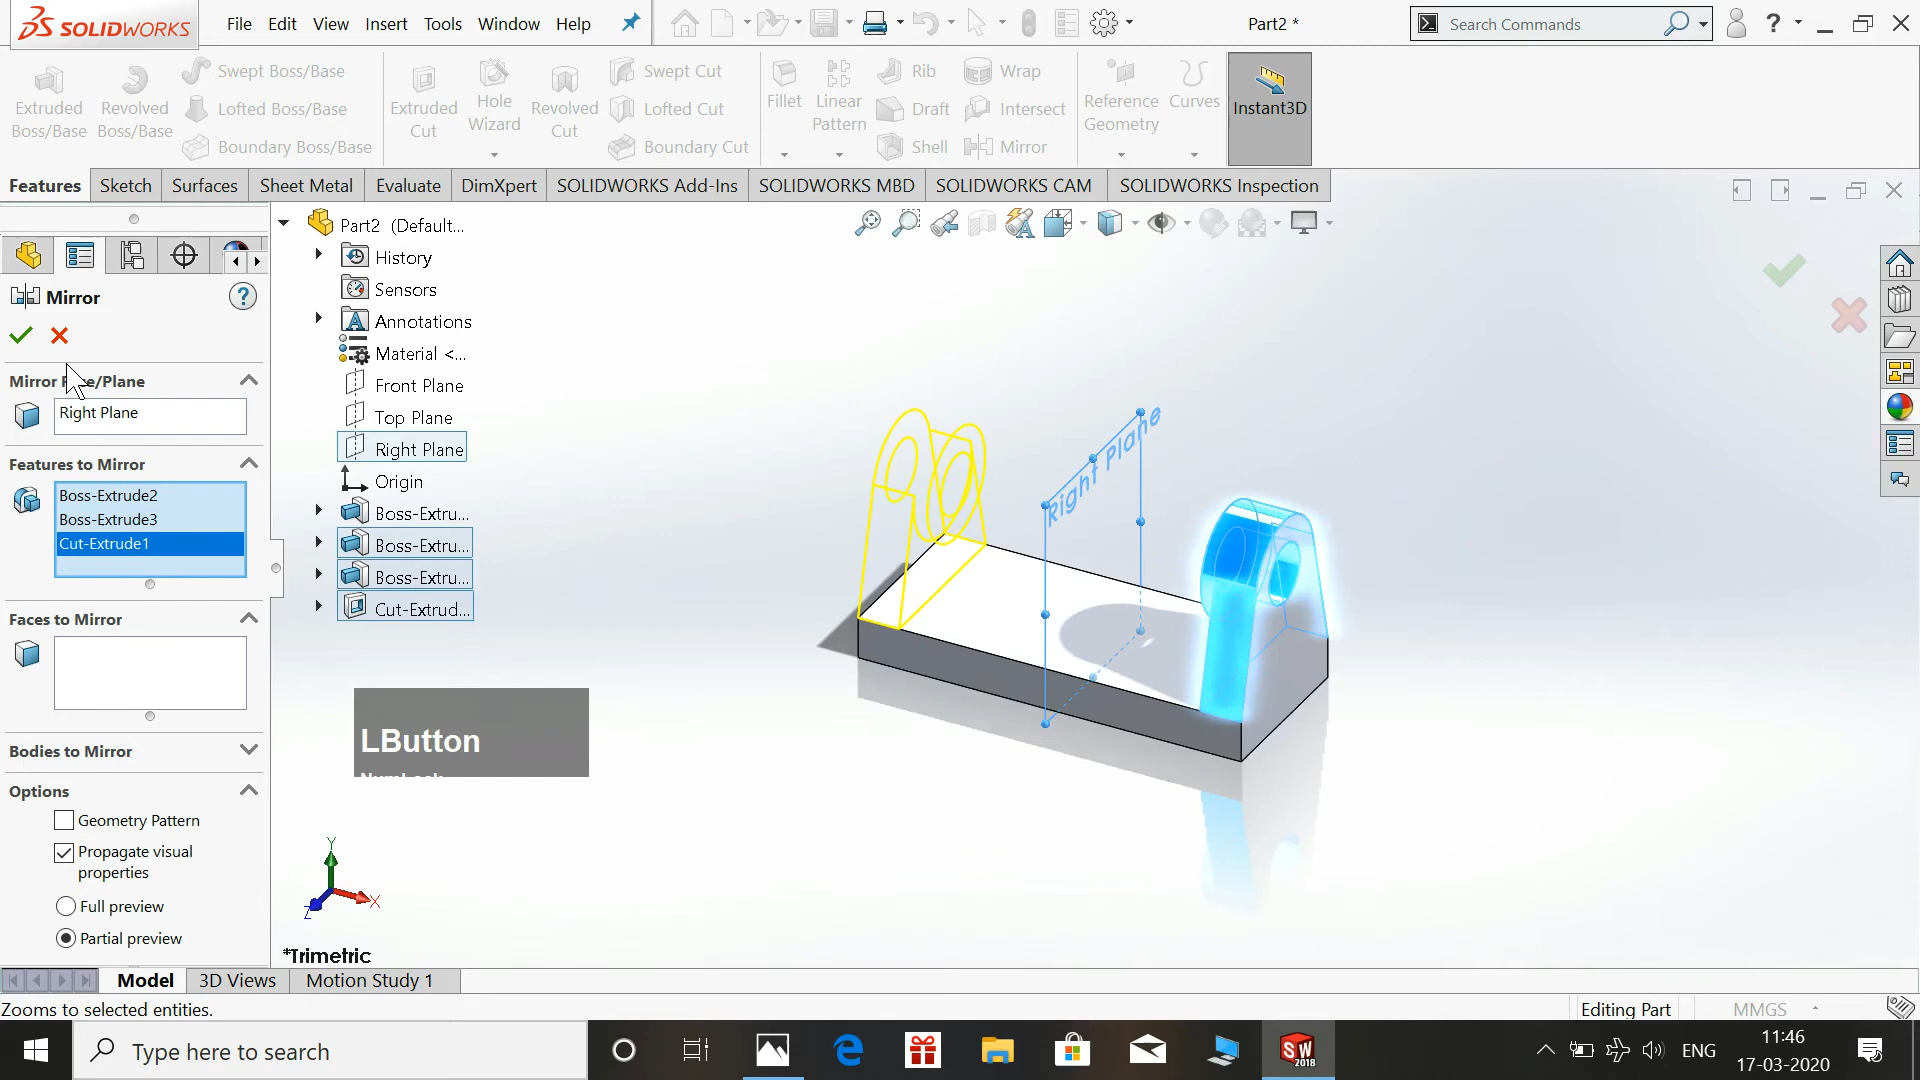 SOLIDWORKS
File Edit View Insert Tools Window Help
Part2 *
Search Commands
Extruded Boss/Base
Revolved Boss/Base
Swept Boss/Base
Lofted Boss/Base
Boundary Boss/Base
Extruded Cut
Hole Wizard
Revolved Cut
Swept Cut
Lofted Cut
Boundary Cut
Fillet
Linear Pattern
Rib
Draft
Shell
Wrap
Intersect
Mirror
Reference Geometry
Curves
Instant3D
Features Sketch Surfaces Sheet Metal Evaluate DimXpert SOLIDWORKS Add-Ins SOLIDWORKS MBD SOLIDWORKS CAM SOLIDWORKS Inspection
Mirror
Mirror
/Plane
Right Plane
Features to Mirror
Boss-Extrude2
Boss-Extrude3
Cut-Extrude1
Faces to Mirror
Bodies to Mirror
Options
Geometry Pattern
Propagate visual
properties
Full preview
Partial preview
Part2 (Default...
History
Sensors
Annotations
Material <...
Front Plane
Top Plane
Right Plane
Origin
Boss-Extru...
Boss-Extru...
Boss-Extru...
Cut-Extrud...
Right Plane
LButton
Y
X
Z
*Trimetric
Model 3D Views Motion Study 1
Zooms to selected entities.
Editing Part
MMGS
Type here to search
SW
2018
ENG
11:46
17-03-2020